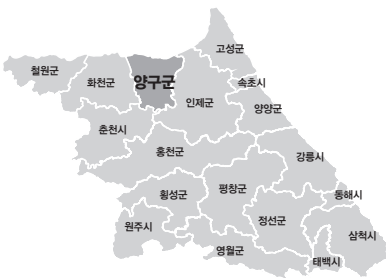 고성군
철원군
화천군
양구군
속초시
인제군
양양군
춘천시
홍천군
강릉시
횡성군
평창군
동해시
원주시
정선군
삼척시
영월군
태백시